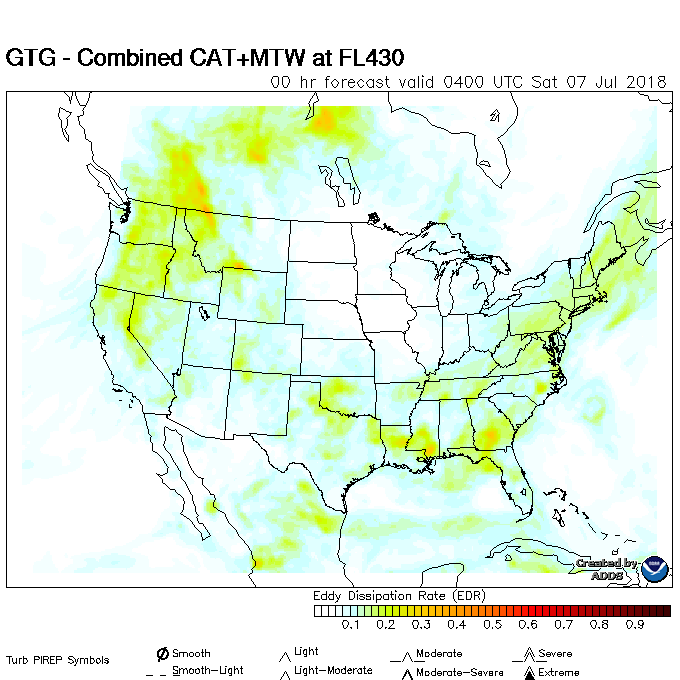 GTG - Combined CAT+MTW at FL430
00 hr forecast valid 0400 UTC Sat 07 Jul 2018
Created by
ADDS
Eddy Dissipation Rate (EDR)
0.1 0.2 0.3 0.4 0.5 0.6 0.7 0.8 0.9
Turb PIREP Symbols
Smooth Light Moderate Severe
Smooth-Light Light-Moderate Moderate-Severe Extreme